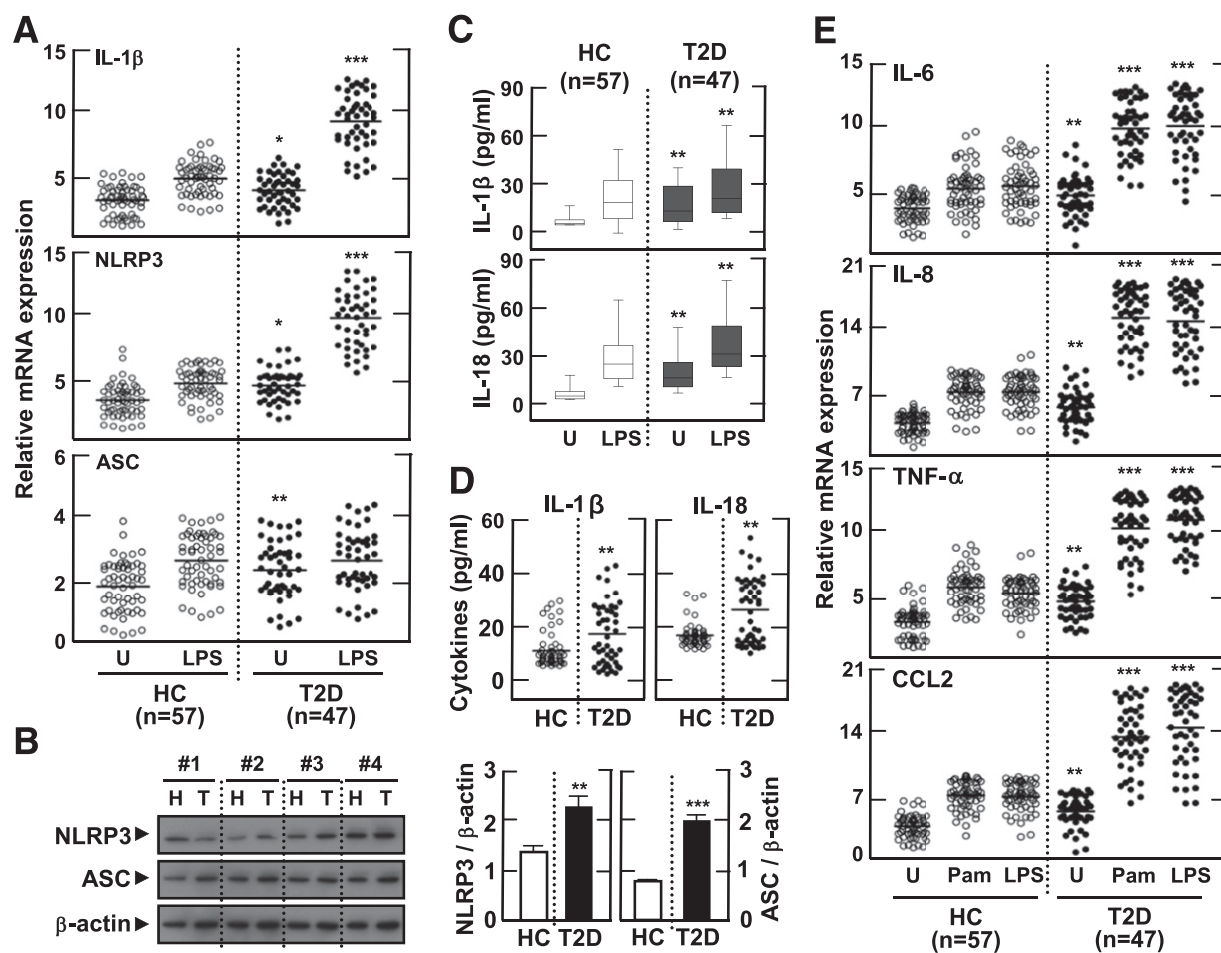 A
15
IL-1β
***
10
*
5
15
NLRP3
***
10
*
5
6
ASC
**
4
2
0
Relative mRNA expression
U LPS U LPS
HC T2D
(n=57) (n=47)
B
#1 #2 #3 #4
H T H T H T H T
NLRP3
ASC
β-actin
C
HC T2D
(n=57) (n=47)
90
**
60
**
30
0
IL-1β (pg/ml)
90
**
60
**
30
0
IL-18 (pg/ml)
U LPS U LPS
D
IL-1β IL-18
60
**
**
40
20
0
Cytokines (pg/ml)
HC T2D HC T2D
3 3
** ***
2 2
1 1
0 0
NLRP3 / β-actin
ASC / β-actin
HC T2D HC T2D
E
15
IL-6
*** ***
10
**
5
21
IL-8
*** ***
14
**
7
15
TNF-α
*** ***
10
**
5
21
CCL2
*** ***
14
**
7
0
Relative mRNA expression
U Pam LPS U Pam LPS
HC T2D
(n=57) (n=47)